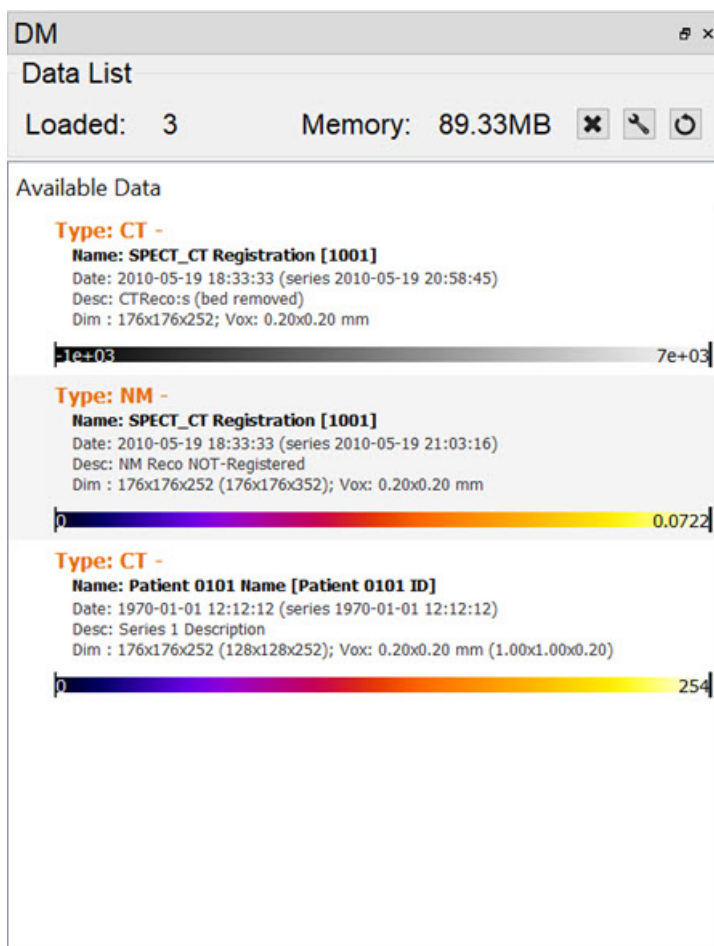 DM
Data List
Loaded: 3 Memory: 89.33MB
Available Data
Type: CT -
Name: SPECT_CT Registration [1001]
Date: 2010-05-19 18:33:33 (series 2010-05-19 20:58:45)
Desc: CTReco:s (bed removed)
Dim : 176x176x252; Vox: 0.20x0.20 mm
-1e+03 7e+03
Type: NM -
Name: SPECT_CT Registration [1001]
Date: 2010-05-19 18:33:33 (series 2010-05-19 21:03:16)
Desc: NM Reco NOT-Registered
Dim : 176x176x252 (176x176x352); Vox: 0.20x0.20 mm
0 0.0722
Type: CT -
Name: Patient 0101 Name [Patient 0101 ID]
Date: 1970-01-01 12:12:12 (series 1970-01-01 12:12:12)
Desc: Series 1 Description
Dim : 176x176x252 (128x128x252); Vox: 0.20x0.20 mm (1.00x1.00x0.20)
0 254